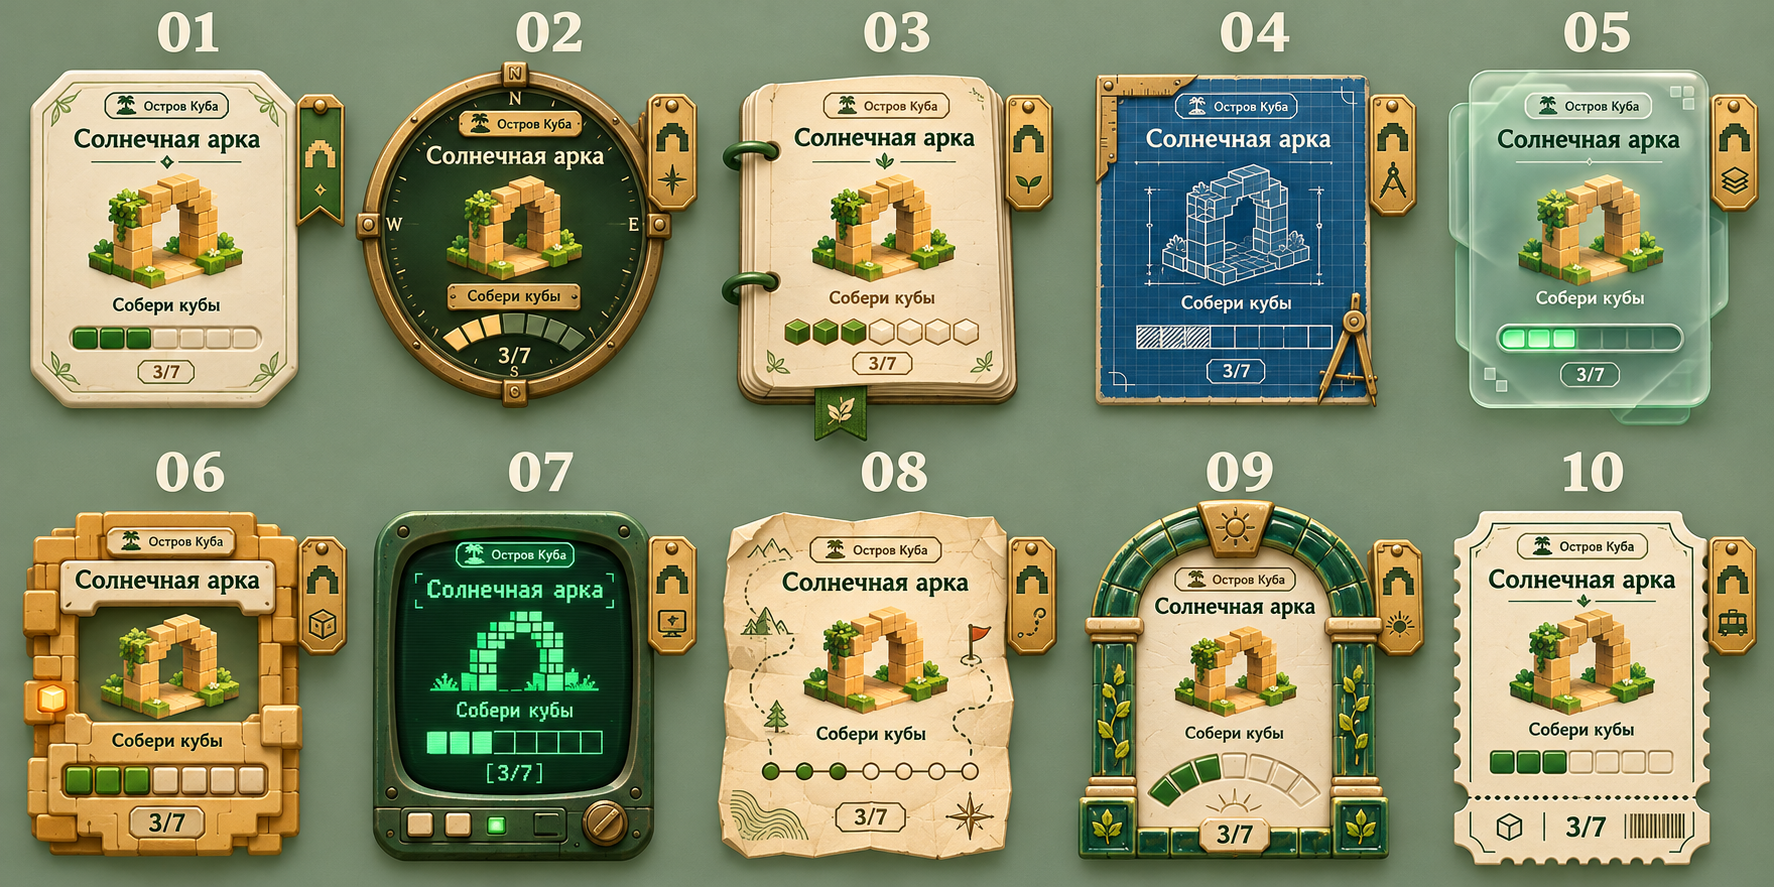 01
Остров Куба
Солнечная арка
Собери кубы
3/7
02
N
N
Остров Куба
Солнечная арка
W
E
Собери кубы
3/7
S
03
Остров Куба
Солнечная арка
Собери кубы
3/7
04
Остров Куба
Солнечная арка
Собери кубы
3/7
05
Остров Куба
Солнечная арка
Собери кубы
3/7
06
Остров Куба
Солнечная арка
Собери кубы
3/7
07
Остров Куба
Солнечная арка
Собери кубы
[3/7]
08
Остров Куба
Солнечная арка
Собери кубы
3/7
09
Остров Куба
Солнечная арка
Собери кубы
3/7
10
Остров Куба
Солнечная арка
Собери кубы
3/7